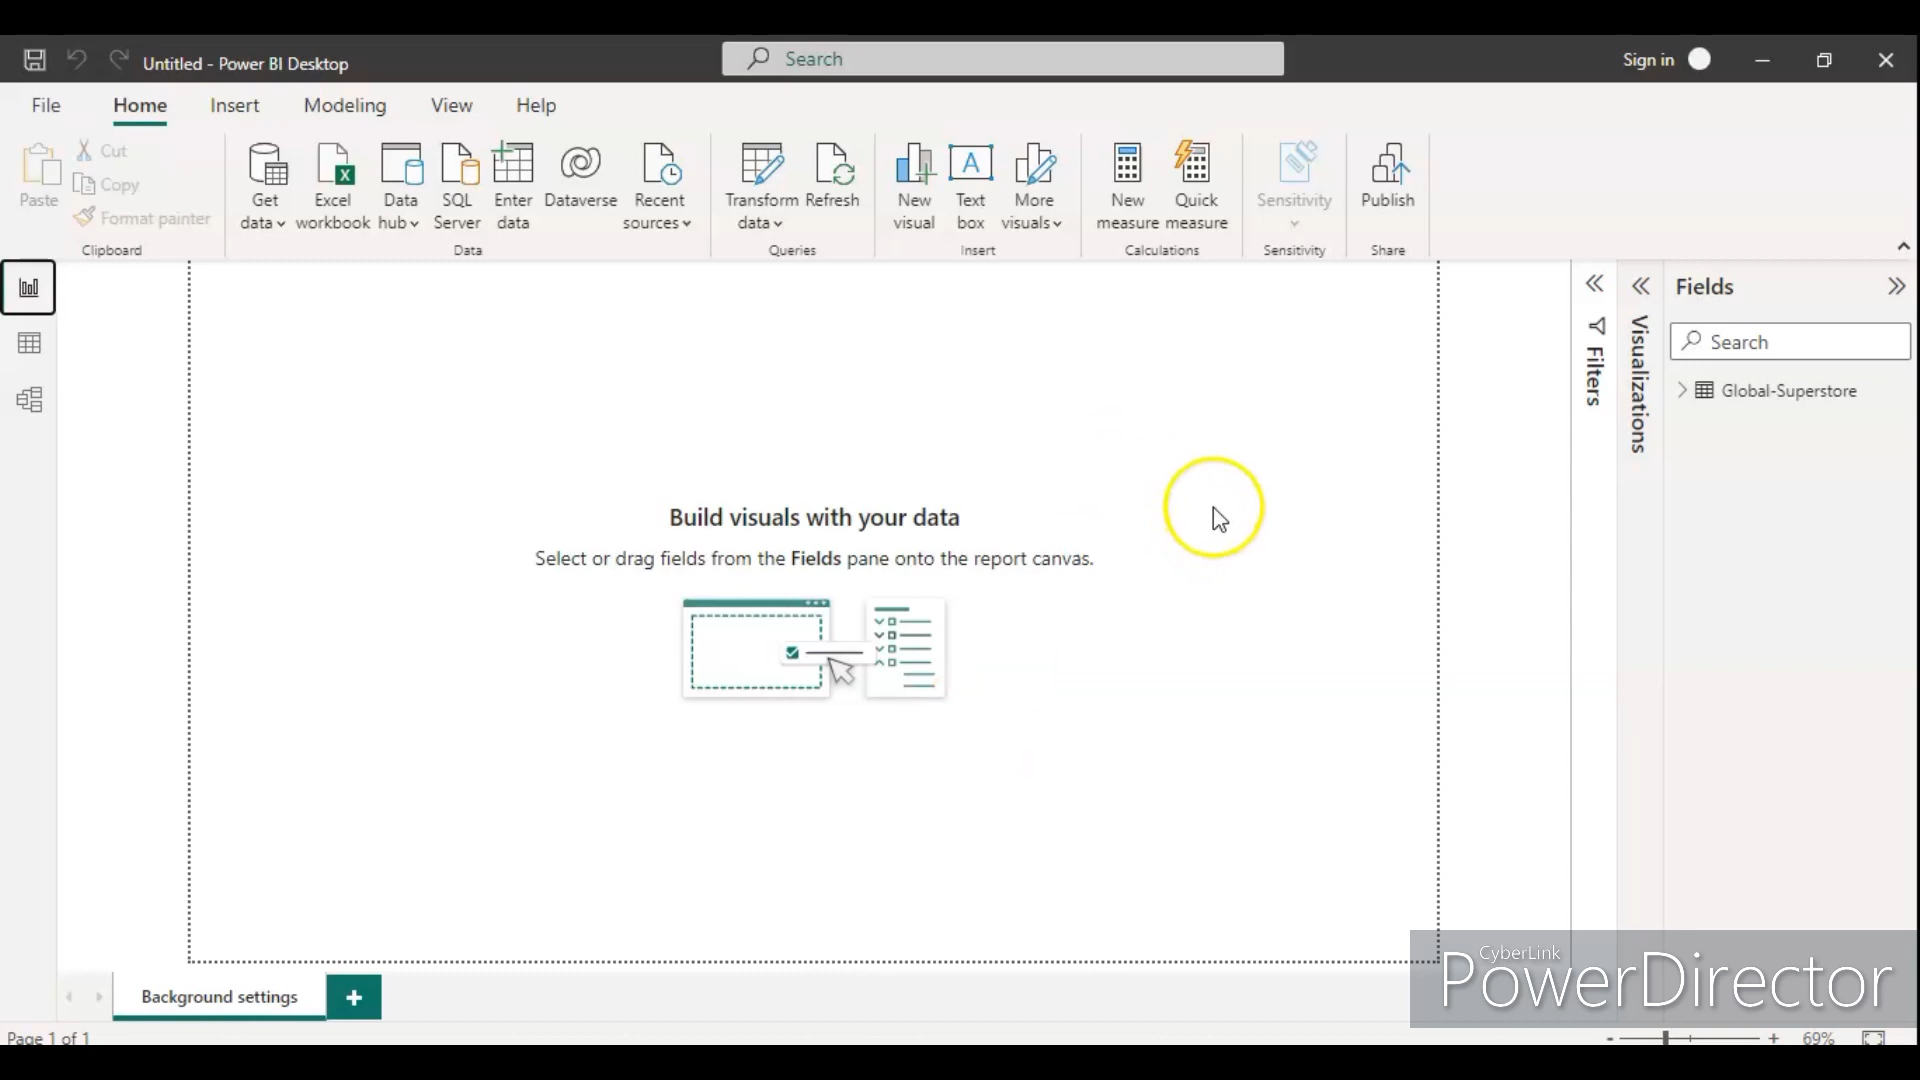 Untitled - Power BI Desktop
Search
Sign in
File Home Insert Modeling View Help
Paste
Cut
Copy
Format painter
Clipboard
Get data
Excel workbook
Data hub
SQL Server
Enter data
Dataverse
Recent sources
Data
Transform data
Refresh
Queries
New visual
Text box
More visuals
Insert
New measure
Quick measure
Calculations
Sensitivity
Sensitivity
Publish
Share
Filters
Visualizations
Fields
Search
Global-Superstore
Build visuals with your data
Select or drag fields from the Fields pane onto the report canvas.
CyberLink
PowerDirector
Background settings
Page 1 of 1
69%